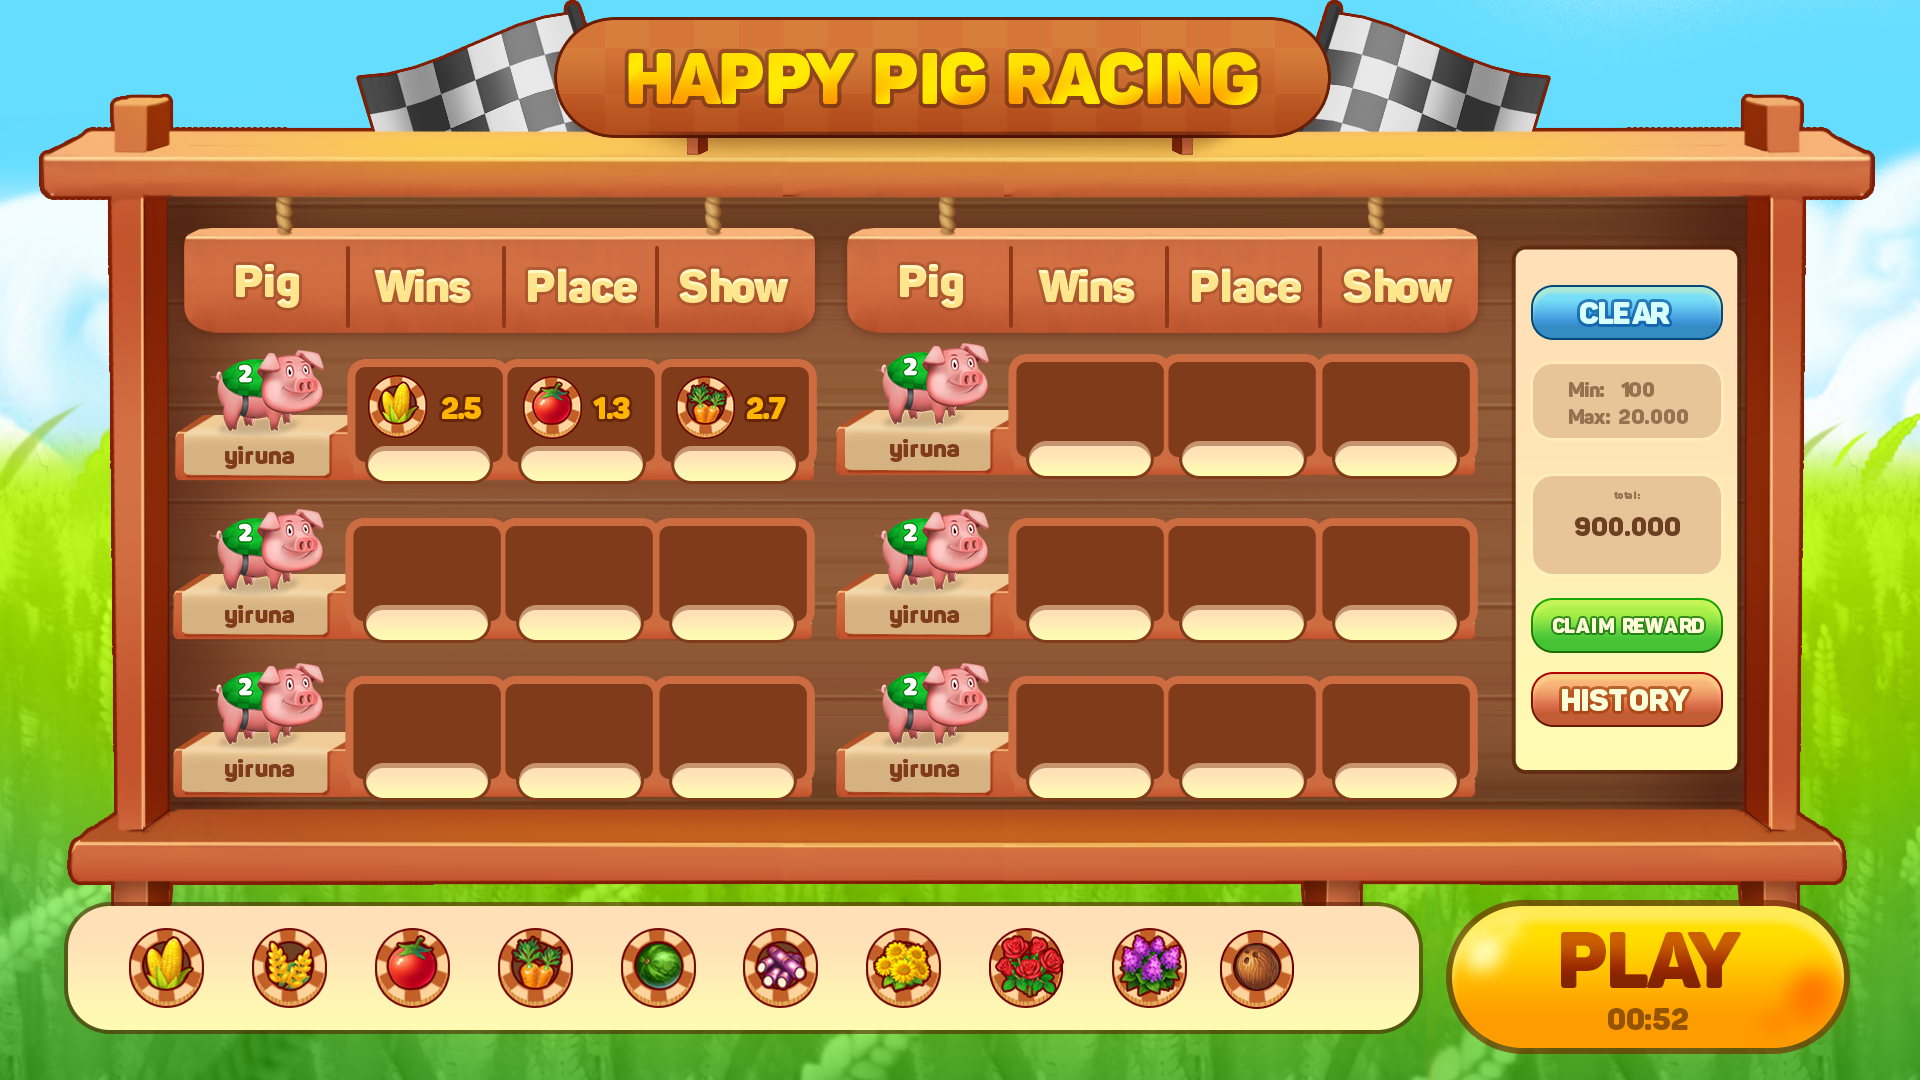 HAPPY PIG RACING
Pig Wins Place Show
Pig Wins Place Show
CLEAR
2 2.5 1.3 2.7
yiruna
2
yiruna
Min: 100
Max: 20.000
total:
900.000
2
yiruna
2
yiruna
CLAIM REWARD
HISTORY
2
yiruna
2
yiruna
PLAY
00:52